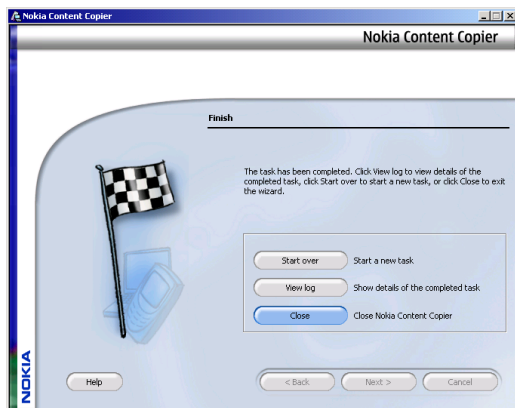 Nokia Content Copier
Nokia Content Copier
Finish
The task has been completed. Click View log to view details of the
completed task, click Start over to start a new task, or click Close to exit
the wizard.
Start over Start a new task
View log Show details of the completed task
Close Close Nokia Content Copier
NOKIA
Help < Back Next > Cancel